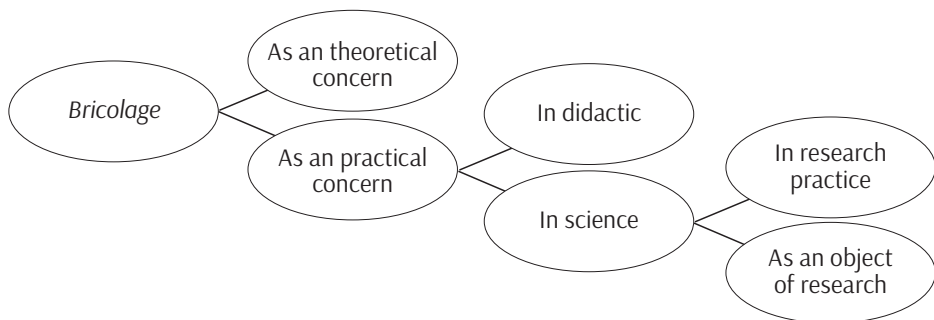 Bricolage
As an theoretical
concern
As an practical
concern
In didactic
In science
In research
practice
As an object
of research